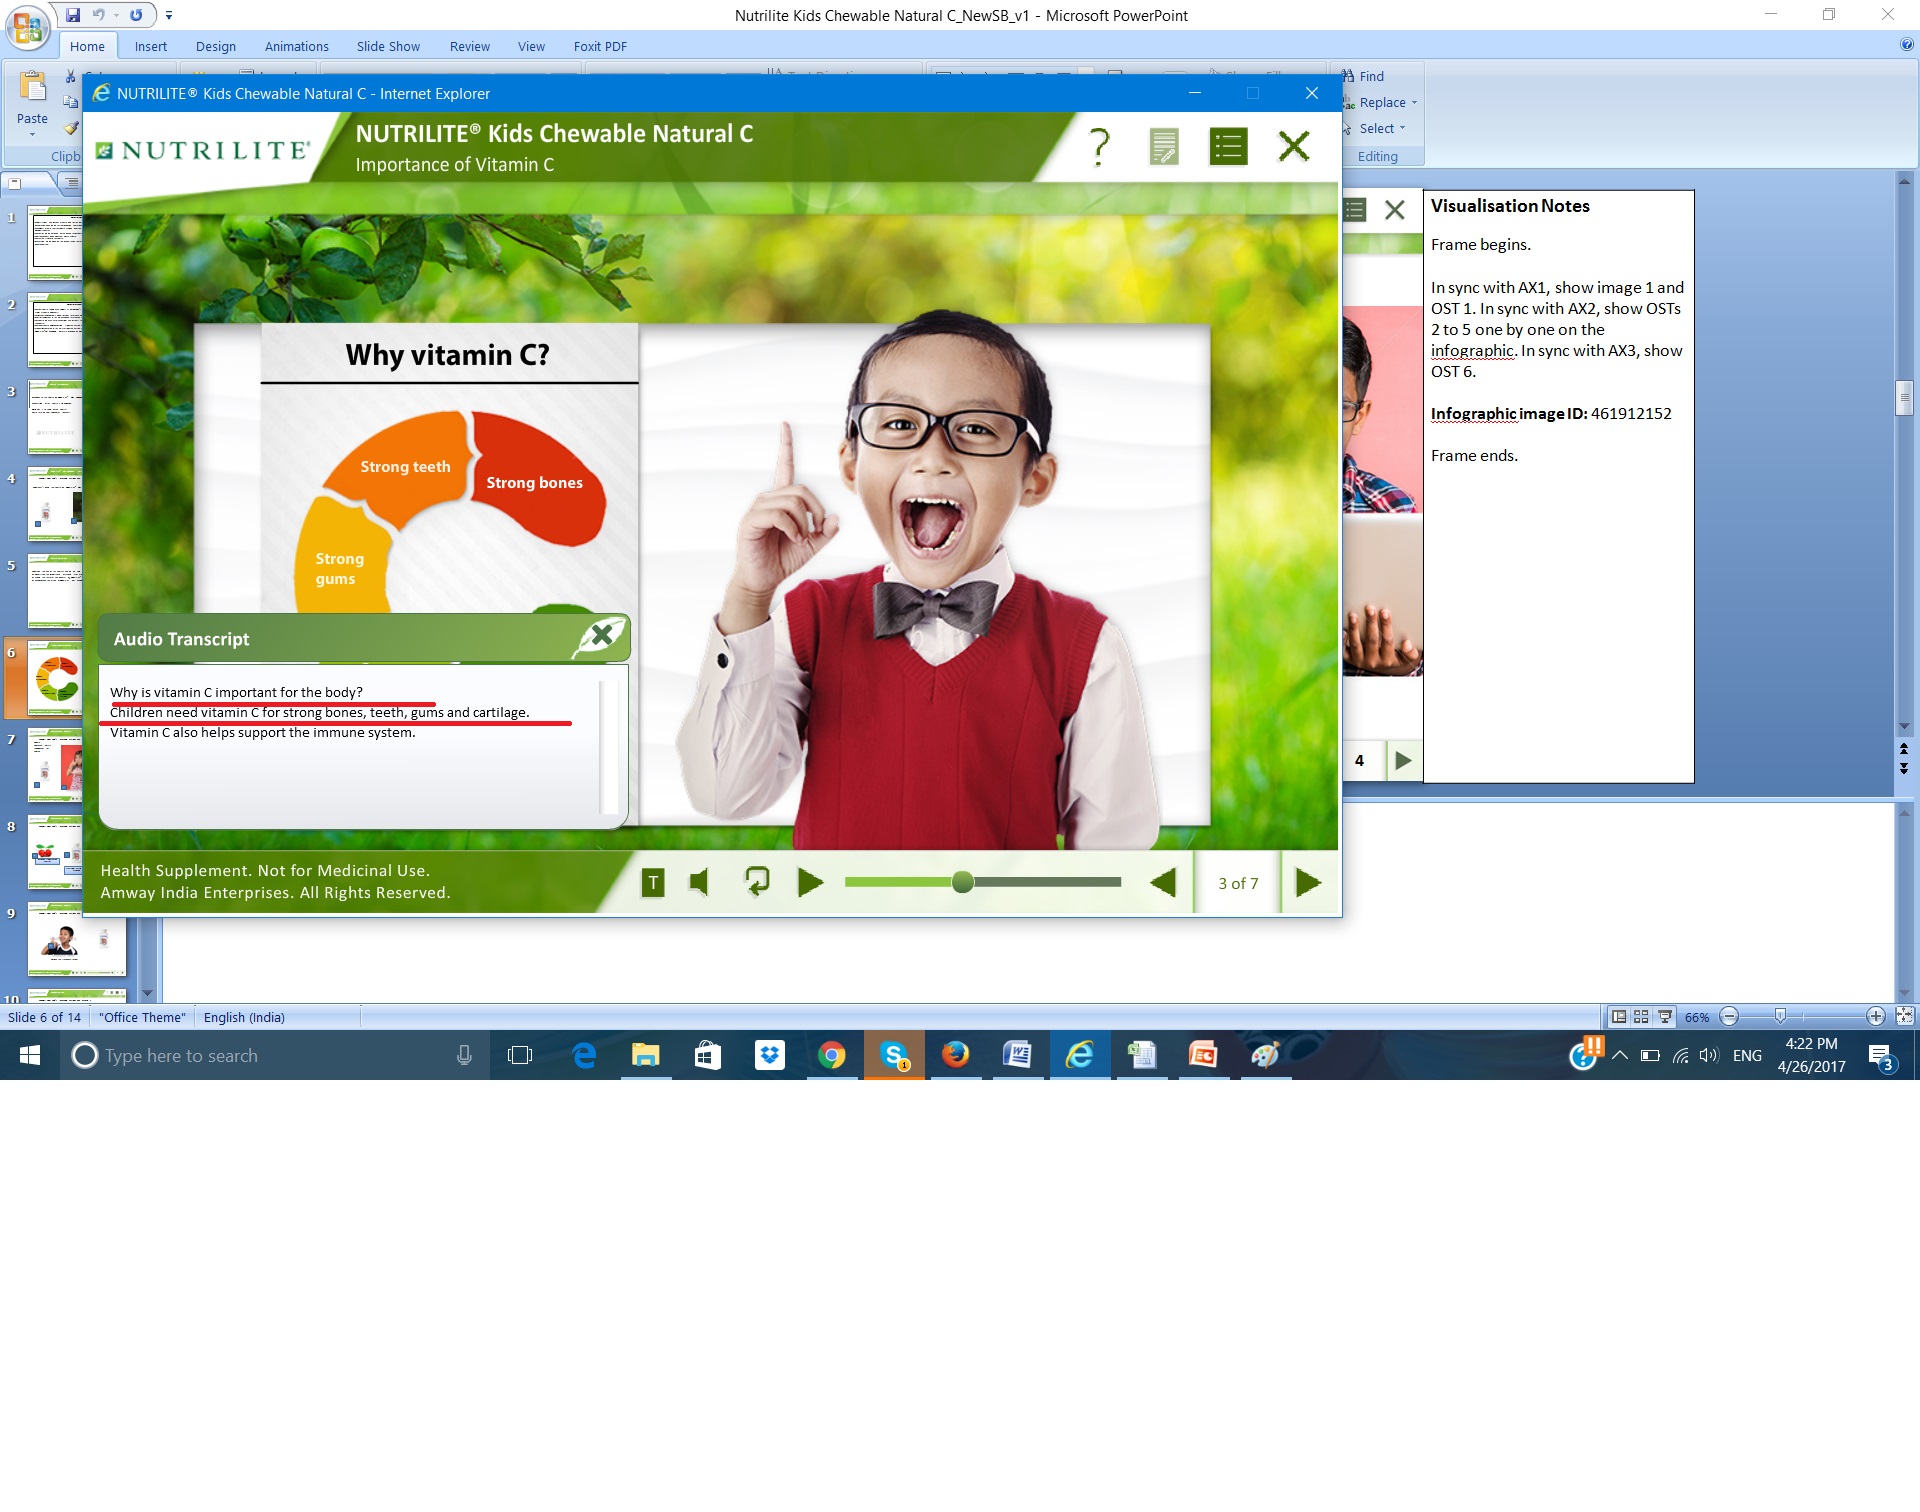 Nutrilite Kids Chewable Natural C_NewSB_v1 - Microsoft PowerPoint
Home Insert Design Animations Slide Show Review View Foxit PDF
Paste
Clipb
Find
Replace
Select
Editing
NUTRILITE® Kids Chewable Natural C - Internet Explorer
NUTRILITE®
NUTRILITE® Kids Chewable Natural C
Importance of Vitamin C
?
Why vitamin C?
Strong teeth
Strong bones
Strong
gums
Audio Transcript
Why is vitamin C important for the body?
Children need vitamin C for strong bones, teeth, gums and cartilage.
Vitamin C also helps support the immune system.
Health Supplement. Not for Medicinal Use.
Amway India Enterprises. All Rights Reserved.
T
3 of 7
Visualisation Notes
Frame begins.
In sync with AX1, show image 1 and
OST 1. In sync with AX2, show OSTs
2 to 5 one by one on the
infographic. In sync with AX3, show
OST 6.
Infographic image ID: 461912152
Frame ends.
4
1
2
3
4
5
6
7
8
9
10
Slide 6 of 14 "Office Theme" English (India)
66%
Type here to search
ENG
4:22 PM
4/26/2017
3